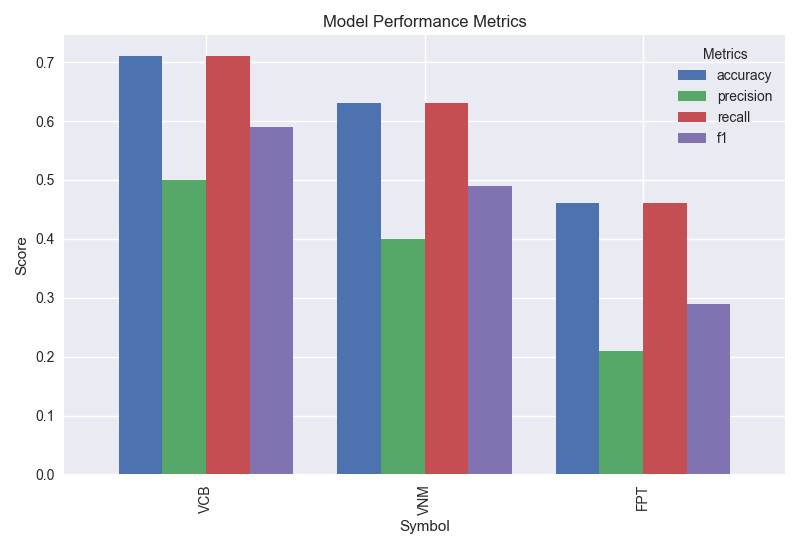 Model Performance Metrics
Metrics
accuracy
precision
recall
f1
Score
0.7
0.6
0.5
0.4
0.3
0.2
0.1
0.0
VCB
VNM
FPT
Symbol